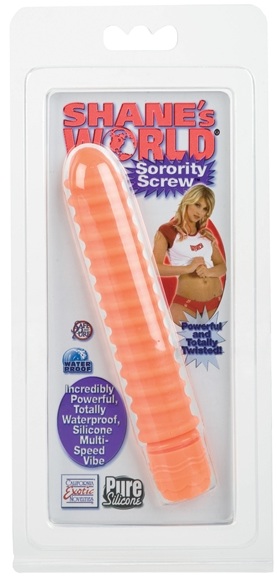 SHANE'S
WORLD
Sorority
Screw
Powerful
and
Totally
Twisted!
WATER
PROOF
Incredibly
Powerful,
Totally
Waterproof,
Silicone
Multi-
Speed
Vibe
CALIFORNIA
Exotic
NOVELTIES
Pure
Silicone